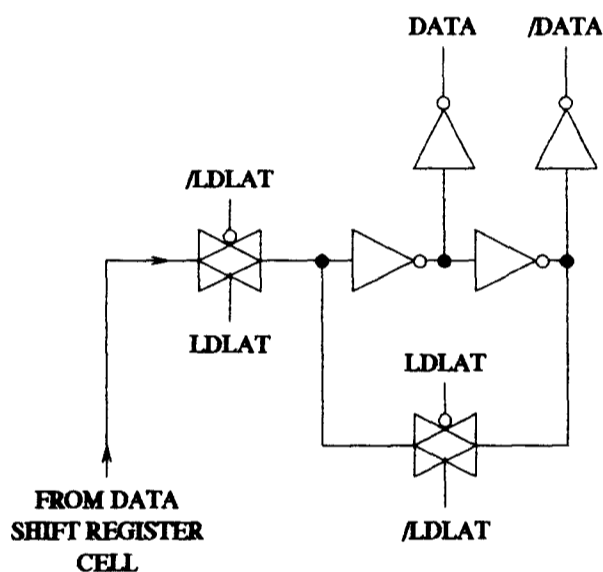 DATA
/DATA
/LDLAT
LDLAT
LDLAT
/LDLAT
FROM DATA
SHIFT REGISTER
CELL